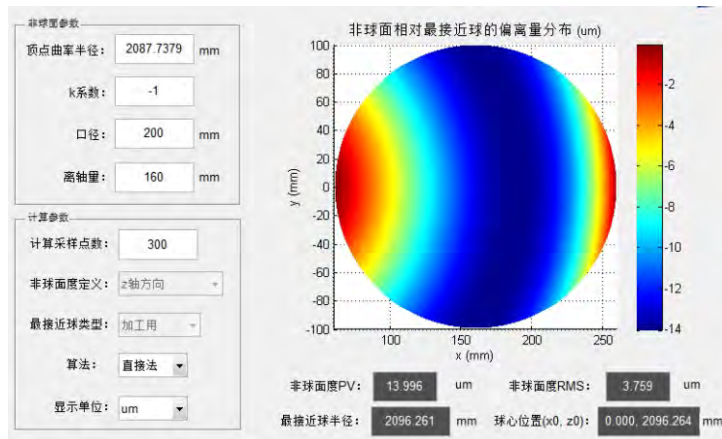 非球面参数
顶点曲率半径： 2087.7379 mm
k系数： -1
口径： 200 mm
离轴量： 160 mm
计算参数
计算采样点数： 300
非球面度定义： z轴方向
最接近球类型： 加工用
算法： 直接法
显示单位： um
非球面相对最接近球的偏离量分布 (um)
100
80
60
40
20
0
-20
-40
-60
-80
-100
y (mm)
100 150 200 250
x (mm)
-2
-4
-6
-8
-10
-12
-14
非球面度PV： 13.996 um 非球面度RMS： 3.759 um
最接近球半径： 2096.261 mm 球心位置(x0, z0)： 0.000, 2096.264 mm